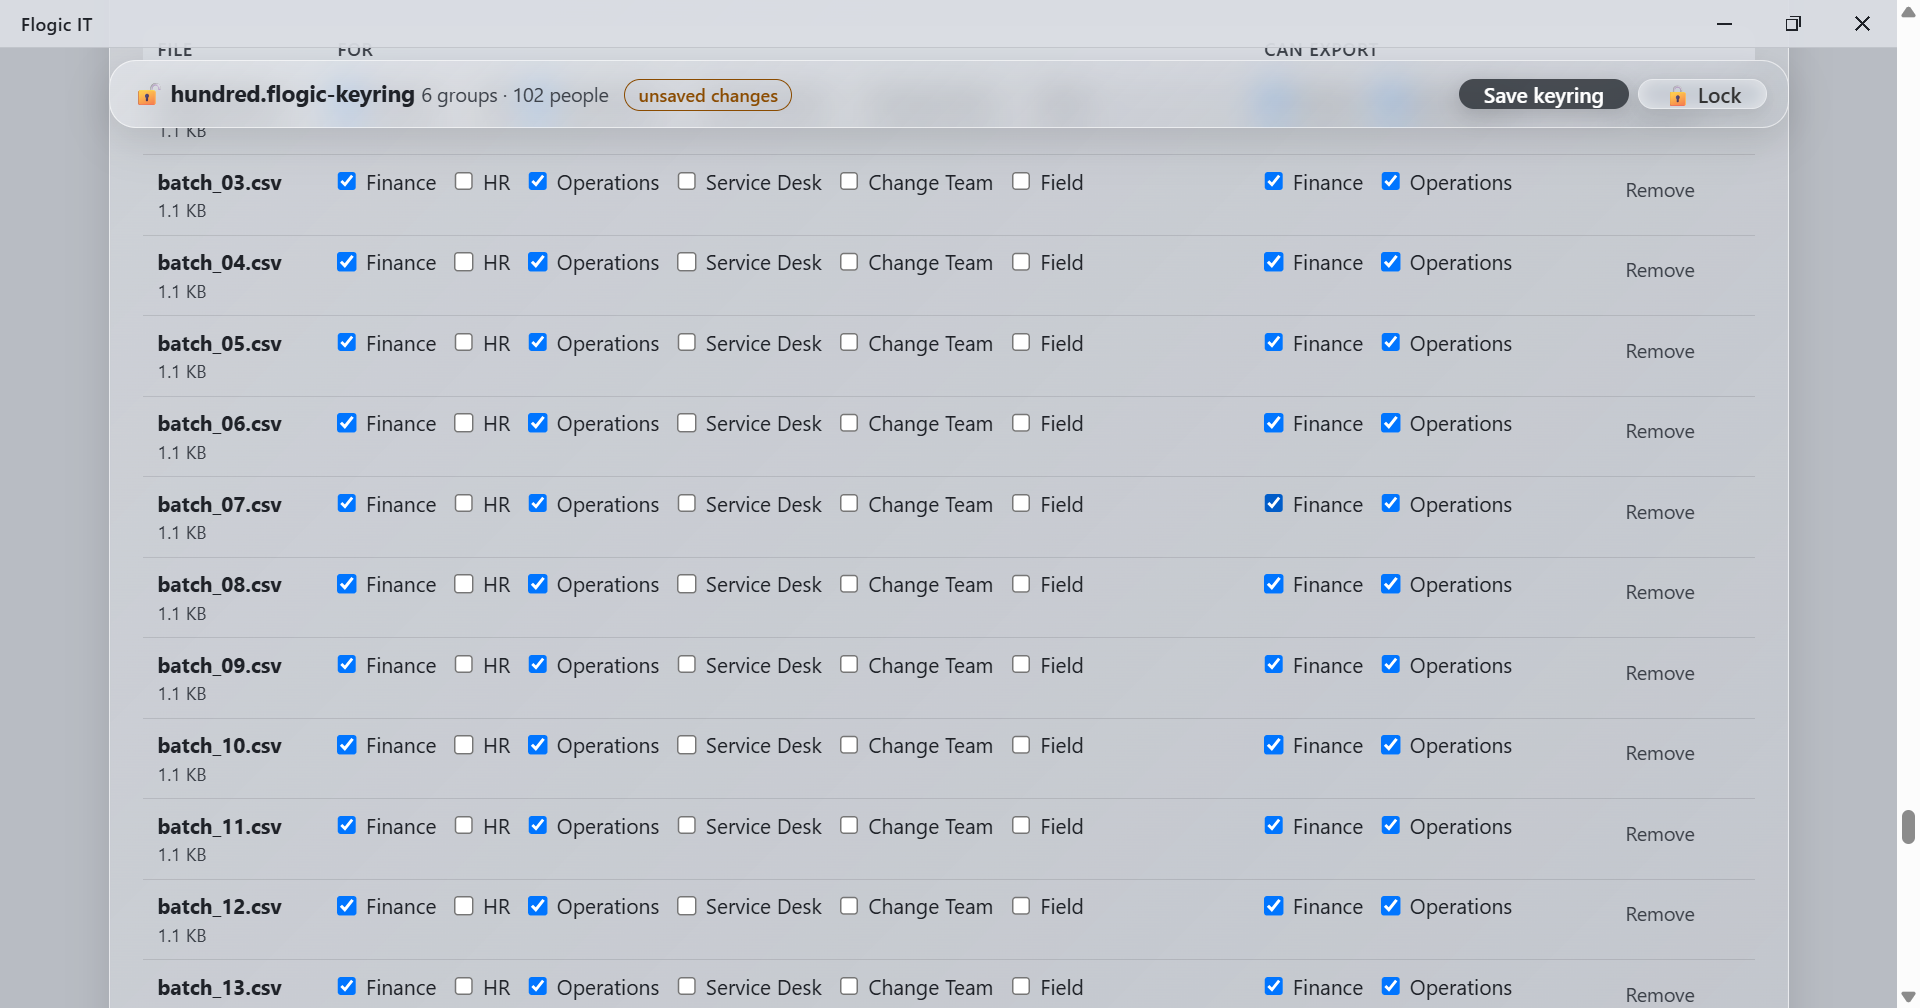 Flogic IT
FILE FOR CAN EXPORT
hundred.flogic-keyring 6 groups · 102 people unsaved changes Save keyring Lock
1.1 KB
batch_03.csv Finance HR Operations Service Desk Change Team Field Finance Operations Remove
1.1 KB
batch_04.csv Finance HR Operations Service Desk Change Team Field Finance Operations Remove
1.1 KB
batch_05.csv Finance HR Operations Service Desk Change Team Field Finance Operations Remove
1.1 KB
batch_06.csv Finance HR Operations Service Desk Change Team Field Finance Operations Remove
1.1 KB
batch_07.csv Finance HR Operations Service Desk Change Team Field Finance Operations Remove
1.1 KB
batch_08.csv Finance HR Operations Service Desk Change Team Field Finance Operations Remove
1.1 KB
batch_09.csv Finance HR Operations Service Desk Change Team Field Finance Operations Remove
1.1 KB
batch_10.csv Finance HR Operations Service Desk Change Team Field Finance Operations Remove
1.1 KB
batch_11.csv Finance HR Operations Service Desk Change Team Field Finance Operations Remove
1.1 KB
batch_12.csv Finance HR Operations Service Desk Change Team Field Finance Operations Remove
1.1 KB
batch_13.csv Finance HR Operations Service Desk Change Team Field Finance Operations Remove